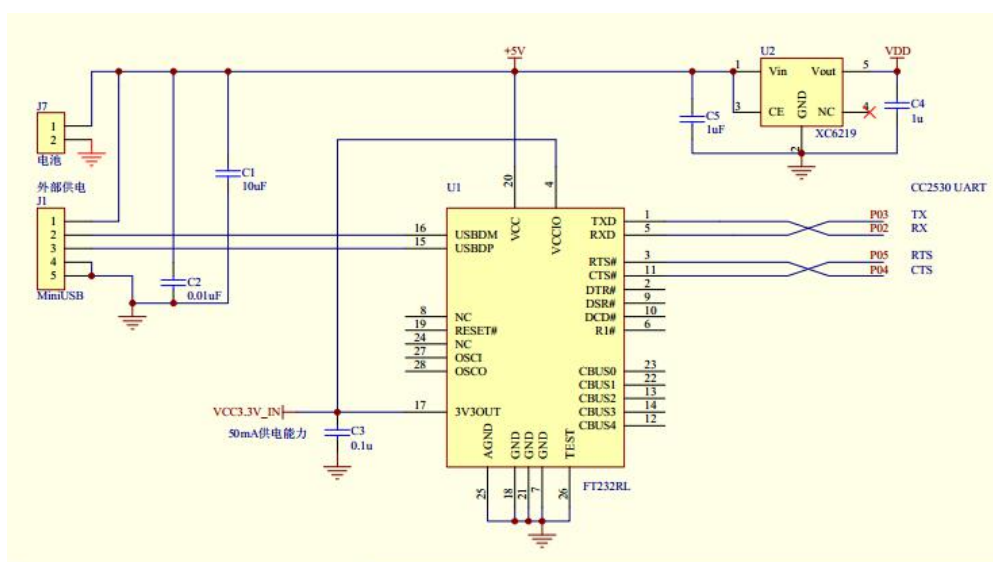 +5V
U2
VDD
1
Vin
Vout
5
J7
1
2
电池
C5
1uF
3
CE
GND
NC
4
C4
1u
2
XC6219
C1
10uF
外部供电
J1
1
2
3
4
5
MiniUSB
C2
0.01uF
U1
20
4
VCC
VCCIO
CC2530 UART
16
USBDM
15
USBDP
TXD
1
P03
TX
RXD
5
P02
RX
RTS#
3
P05
RTS
CTS#
11
P04
CTS
DTR#
2
DSR#
9
DCD#
10
R1#
6
8
NC
19
RESET#
24
NC
27
OSCI
28
OSCO
CBUS0
23
CBUS1
22
CBUS2
13
CBUS3
14
CBUS4
12
VCC3.3V_IN
17
3V3OUT
50mA供电能力
C3
0.1u
AGND
GND
GND
GND
TEST
25
18
21
7
26
FT232RL